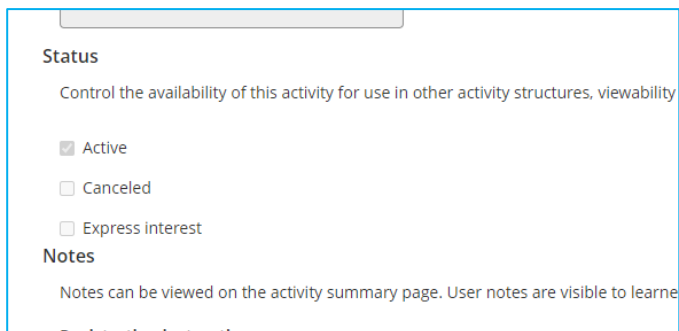 Status
Control the availability of this activity for use in other activity structures, viewability
Active
Canceled
Express interest
Notes
Notes can be viewed on the activity summary page. User notes are visible to learne